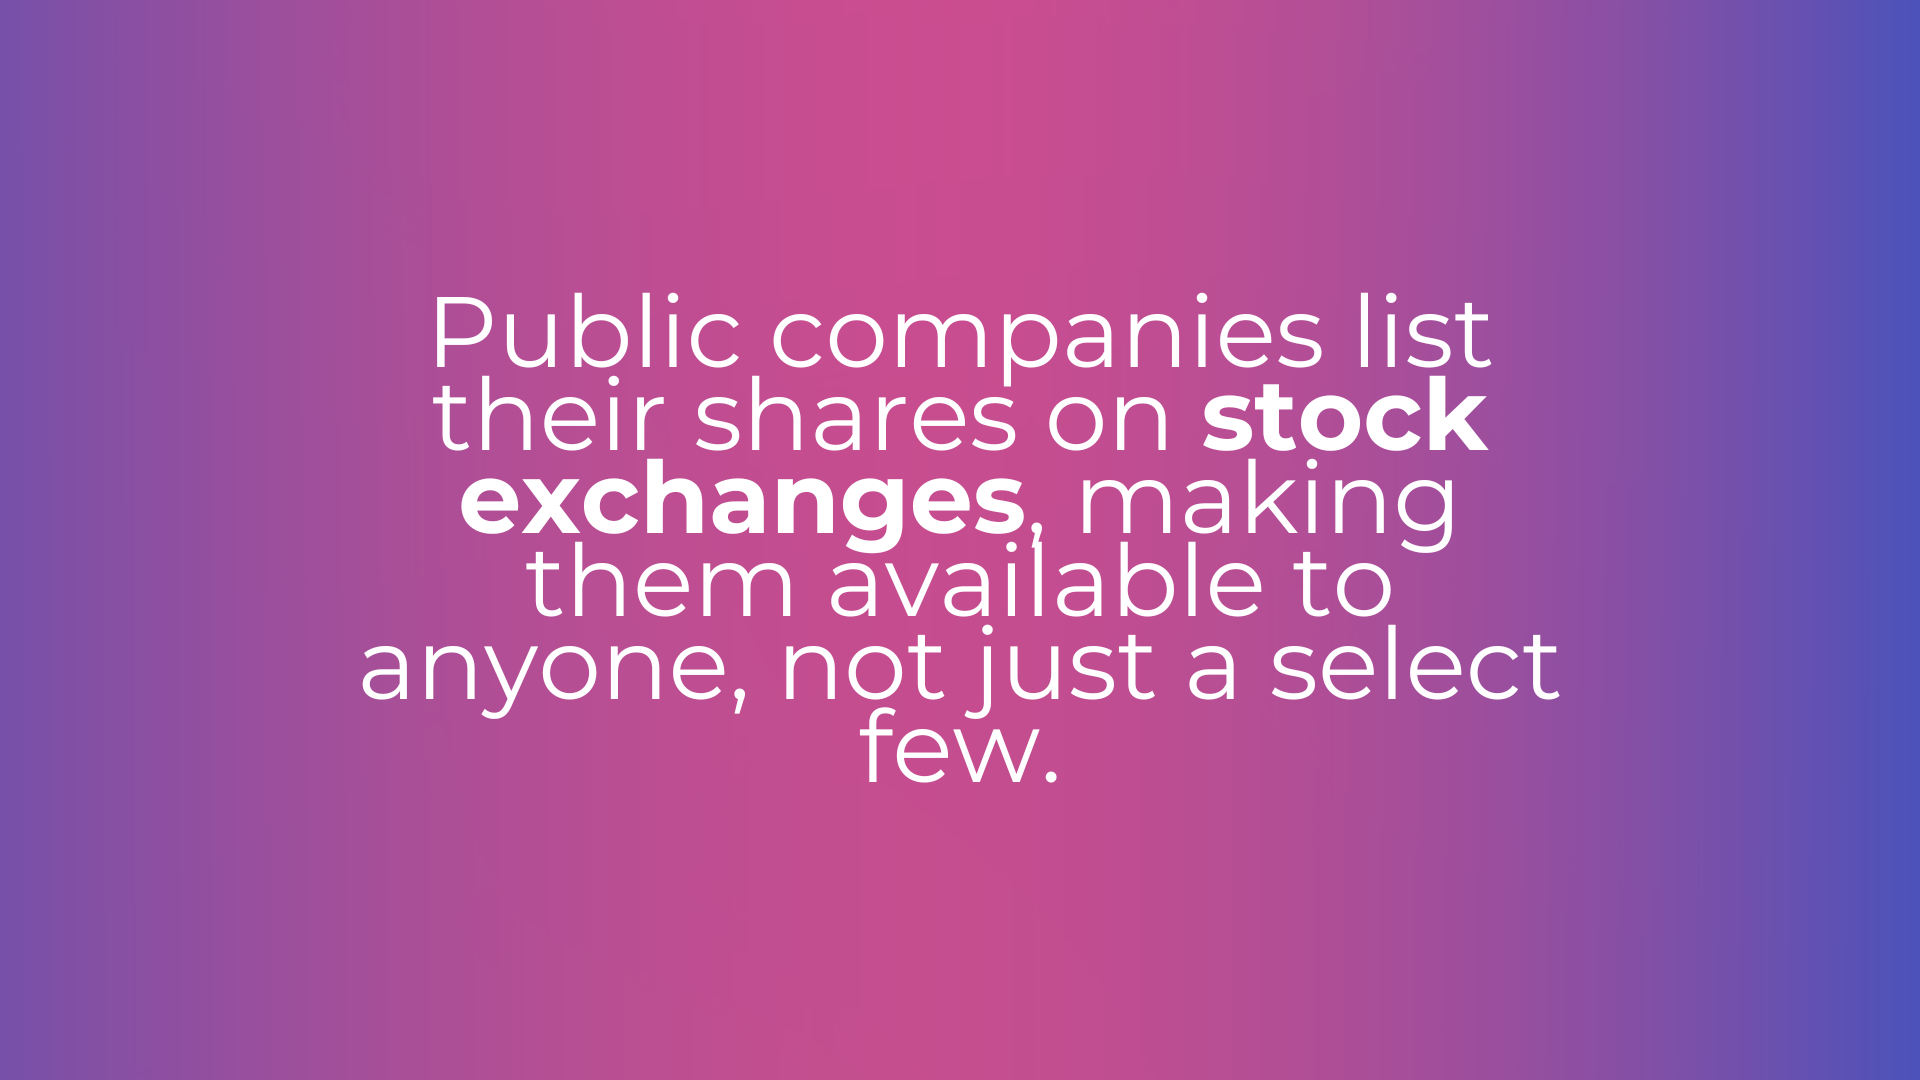 Public companies list
their shares on stock
exchanges, making
them available to
anyone, not just a select
few.